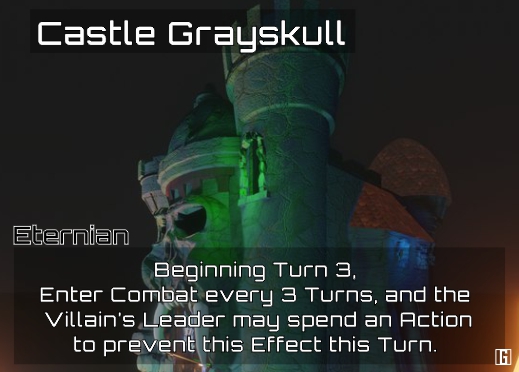 Castle Grayskull
Eternian
Beginning Turn 3,
Enter Combat every 3 Turns, and the
Villain's Leader may spend an Action
to prevent this Effect this Turn.